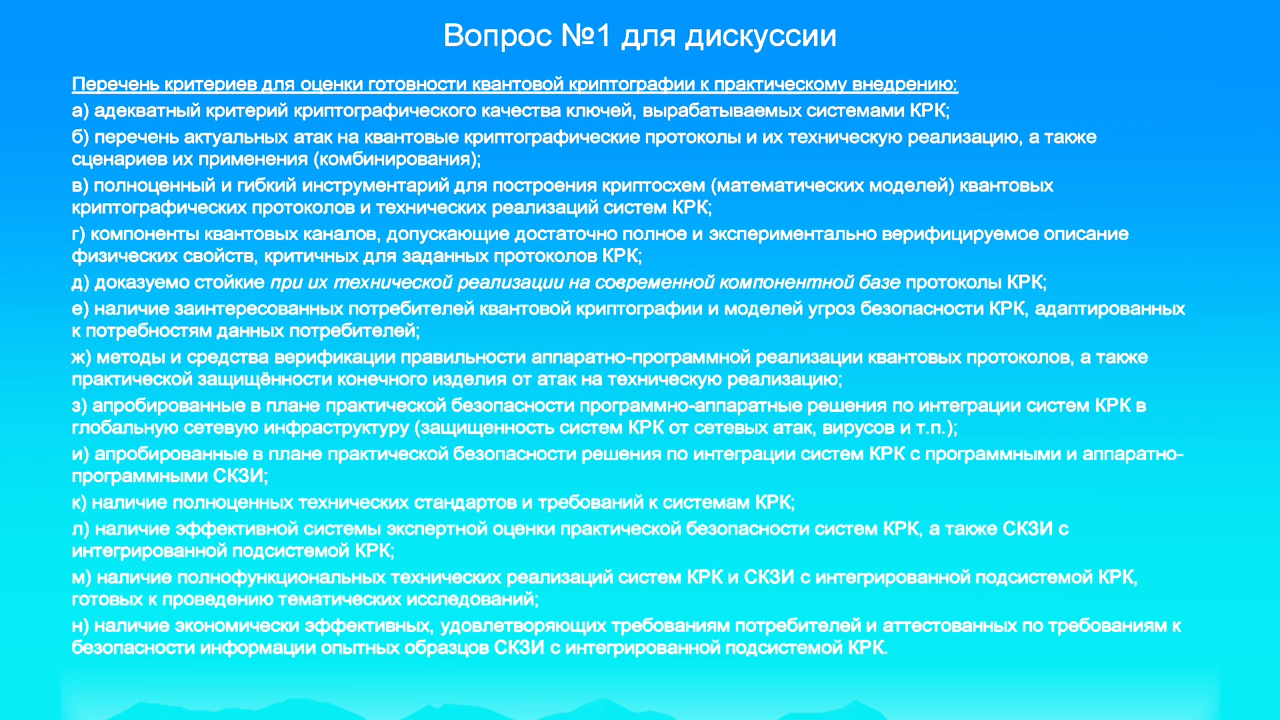 Вопрос №1 для дискуссии
Перечень критериев для оценки готовности квантовой криптографии к практическому внедрению:
а) адекватный критерий криптографического качества ключей, вырабатываемых системами КРК;
б) перечень актуальных атак на квантовые криптографические протоколы и их техническую реализацию, а также
сценариев их применения (комбинирования);
в) полноценный и гибкий инструментарий для построения криптосхем (математических моделей) квантовых
криптографических протоколов и технических реализаций систем КРК;
г) компоненты квантовых каналов, допускающие достаточно полное и экспериментально верифицируемое описание
физических свойств, критичных для заданных протоколов КРК;
д) доказуемо стойкие при их технической реализации на современной компонентной базе протоколы КРК;
е) наличие заинтересованных потребителей квантовой криптографии и моделей угроз безопасности КРК, адаптированных
к потребностям данных потребителей;
ж) методы и средства верификации правильности аппаратно-программной реализации квантовых протоколов, а также
практической защищённости конечного изделия от атак на техническую реализацию;
з) апробированные в плане практической безопасности программно-аппаратные решения по интеграции систем КРК в
глобальную сетевую инфраструктуру (защищенность систем КРК от сетевых атак, вирусов и т.п.);
и) апробированные в плане практической безопасности решения по интеграции систем КРК с программными и аппаратно-
программными СКЗИ;
к) наличие полноценных технических стандартов и требований к системам КРК;
л) наличие эффективной системы экспертной оценки практической безопасности систем КРК, а также СКЗИ с
интегрированной подсистемой КРК;
м) наличие полнофункциональных технических реализаций систем КРК и СКЗИ с интегрированной подсистемой КРК,
готовых к проведению тематических исследований;
н) наличие экономически эффективных, удовлетворяющих требованиям потребителей и аттестованных по требованиям к
безопасности информации опытных образцов СКЗИ с интегрированной подсистемой КРК.